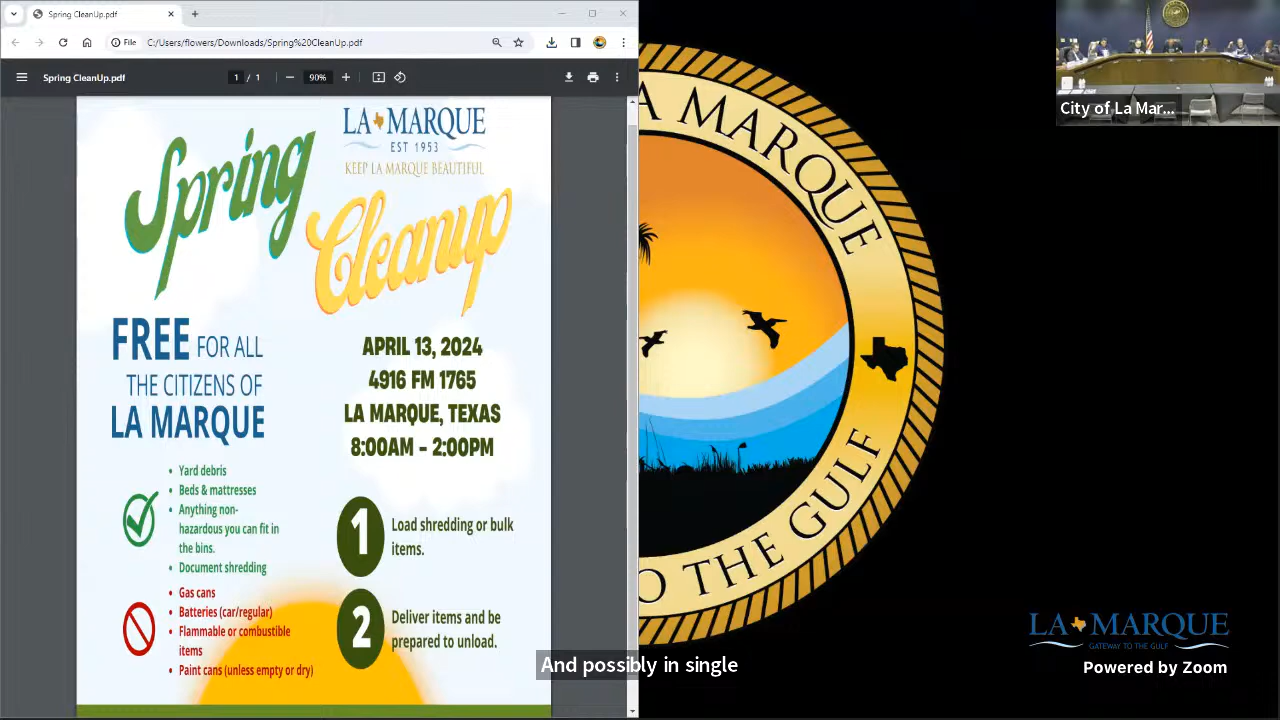 Spring CleanUp.pdf
File
C:/Users/flowers/Downloads/Spring%20CleanUp.pdf
Spring CleanUp.pdf
1 / 1
90%
Spring
Cleanup
LA MARQUE
EST 1953
KEEP LA MARQUE BEAUTIFUL
FREE FOR ALL
THE CITIZENS OF
LA MARQUE
APRIL 13, 2024
4916 FM 1765
LA MARQUE, TEXAS
8:00AM – 2:00PM
• Yard debris
• Beds & mattresses
• Anything non-
hazardous you can fit in
the bins.
• Document shredding
• Gas cans
• Batteries (car/regular)
• Flammable or combustible
items
• Paint cans (unless empty or dry)
1
Load shredding or bulk
items.
2
Deliver items and be
prepared to unload.
A MARQUE
O THE GULF
City of La Mar...
And possibly in single
LA MARQUE
GATEWAY TO THE GULF
Powered by Zoom